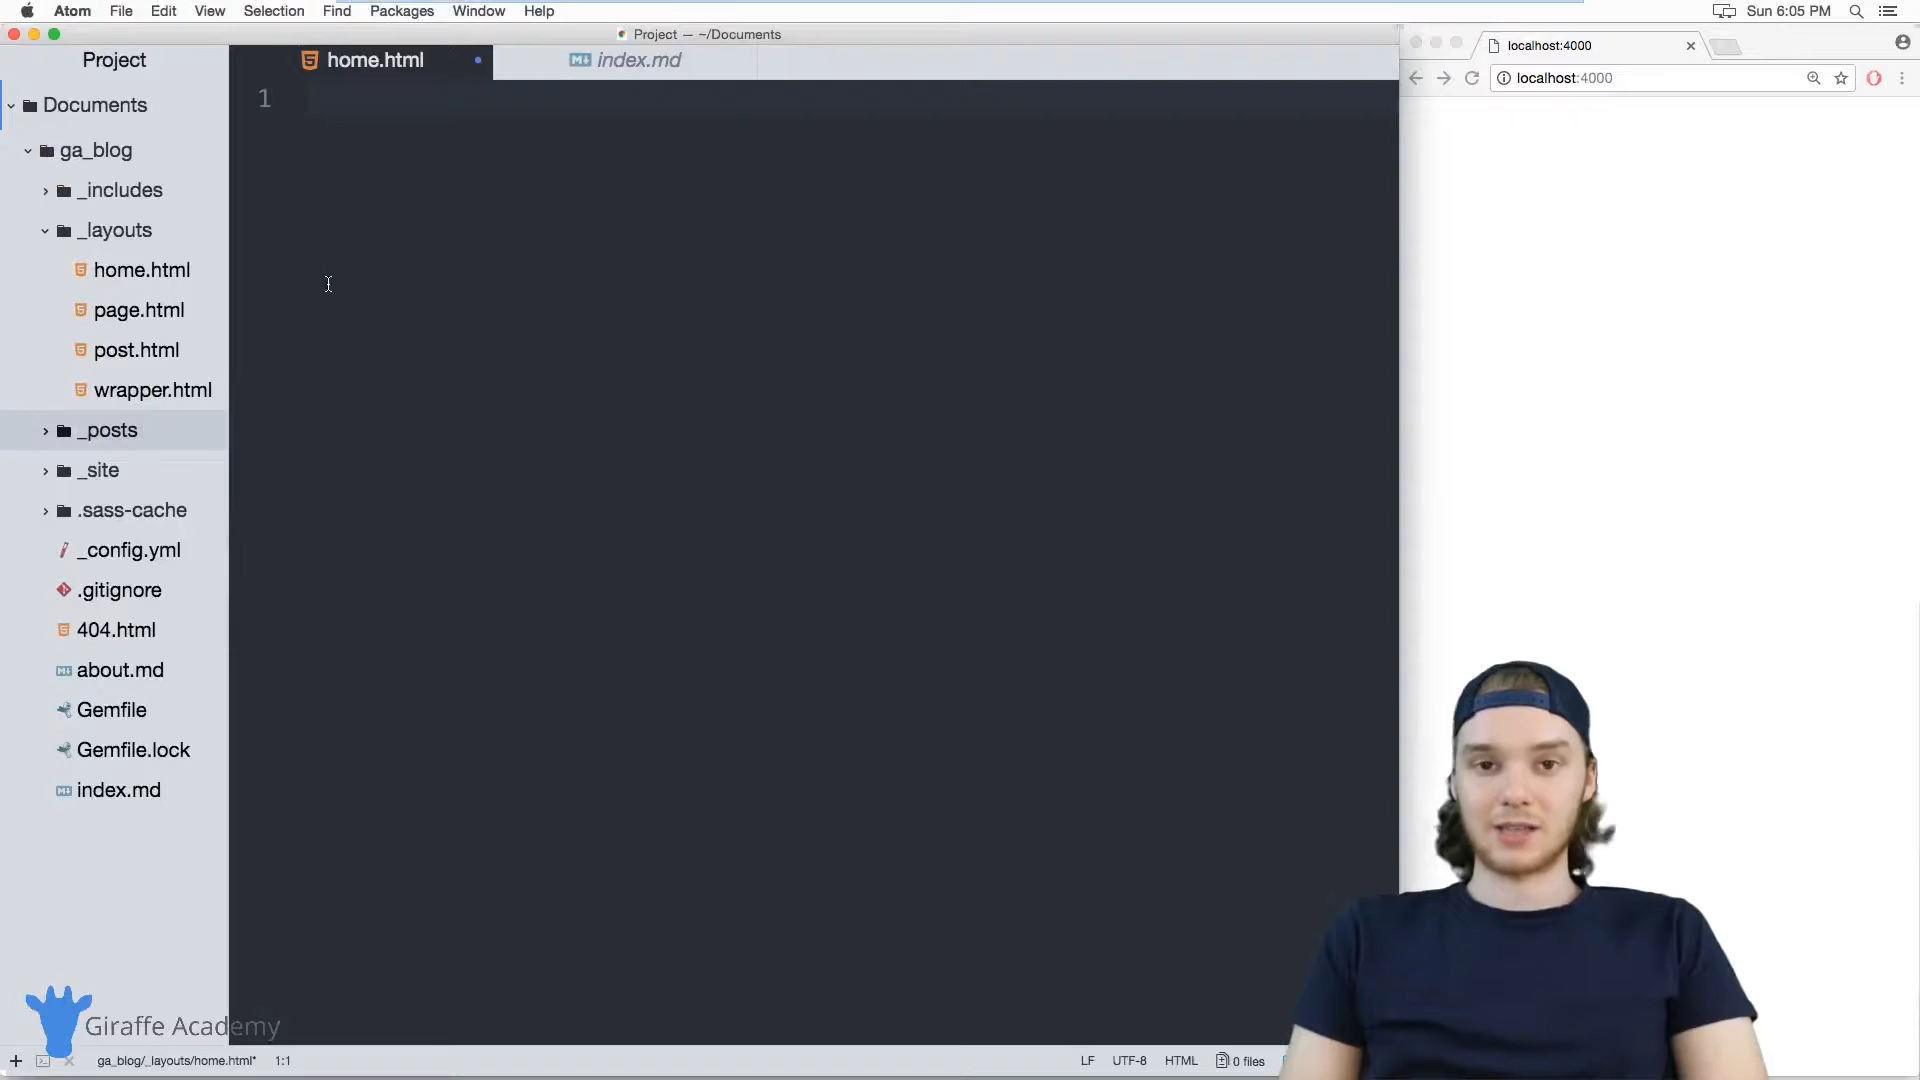 Atom File Edit View Selection Find Packages Window Help
Sun 6:05 PM
Project — ~/Documents
localhost:4000
localhost:4000
Project
home.html
index.md
1
Documents
ga_blog
_includes
_layouts
home.html
page.html
post.html
wrapper.html
_posts
_site
.sass-cache
_config.yml
.gitignore
404.html
about.md
Gemfile
Gemfile.lock
index.md
Giraffe Academy
ga_blog/_layouts/home.html* 1:1
LF UTF-8 HTML 0 files